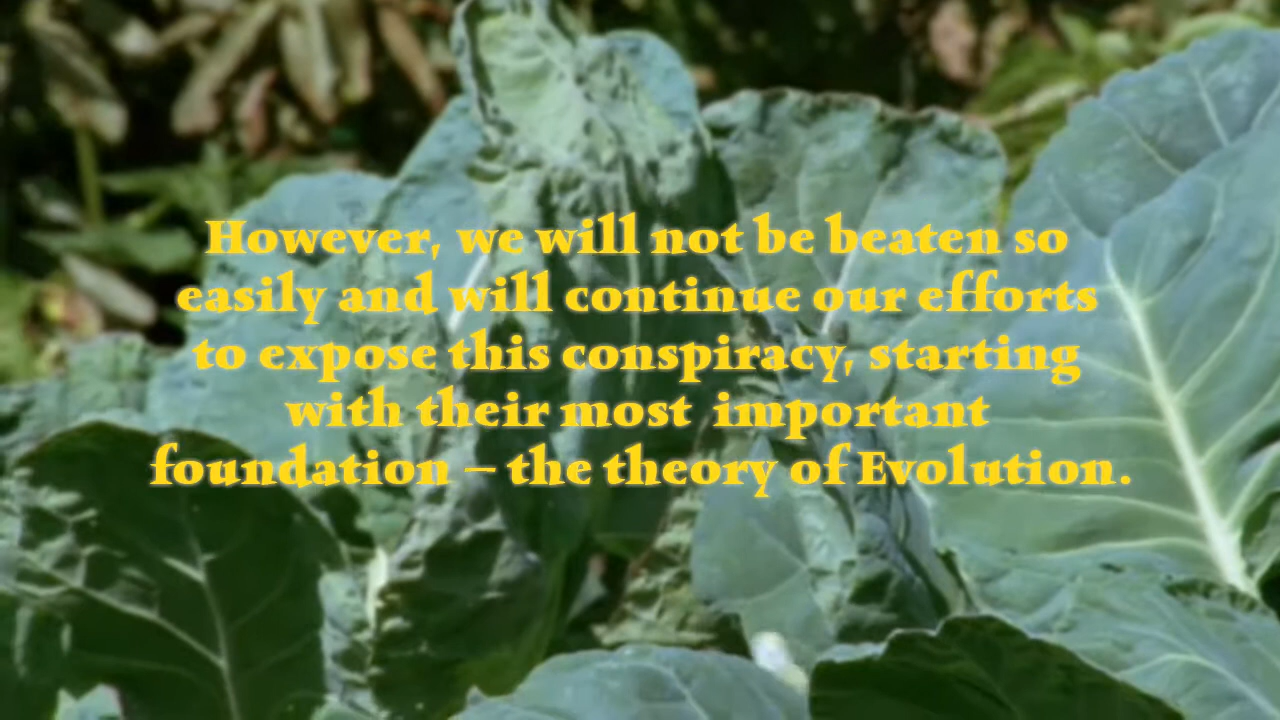 However, we will not be beaten so
easily and will continue our efforts
to expose this conspiracy, starting
with their most important
foundation – the theory of Evolution.